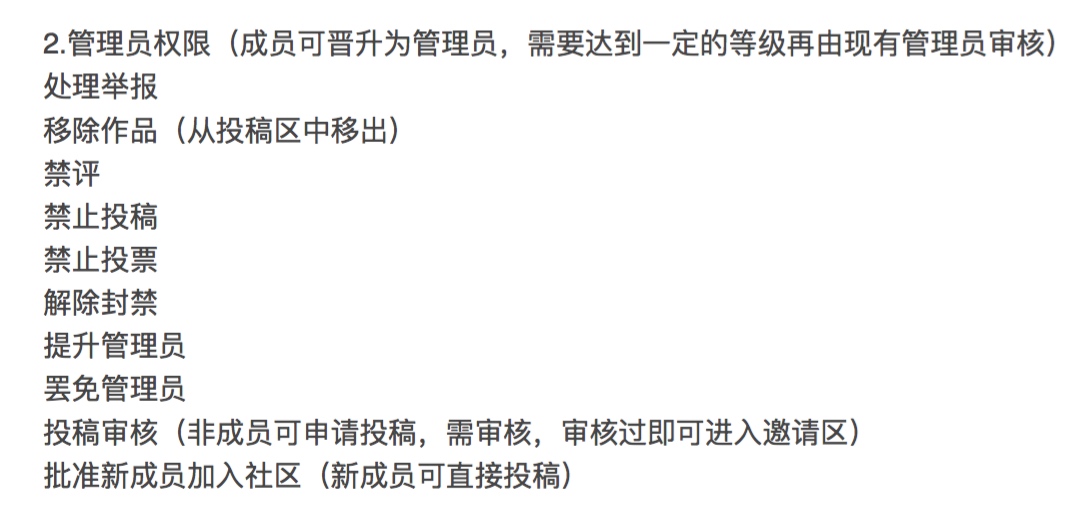 2.管理员权限（成员可晋升为管理员，需要达到一定的等级再由现有管理员审核）
处理举报
移除作品（从投稿区中移出）
禁评
禁止投稿
禁止投票
解除封禁
提升管理员
罢免管理员
投稿审核（非成员可申请投稿，需审核，审核过即可进入邀请区）
批准新成员加入社区（新成员可直接投稿）